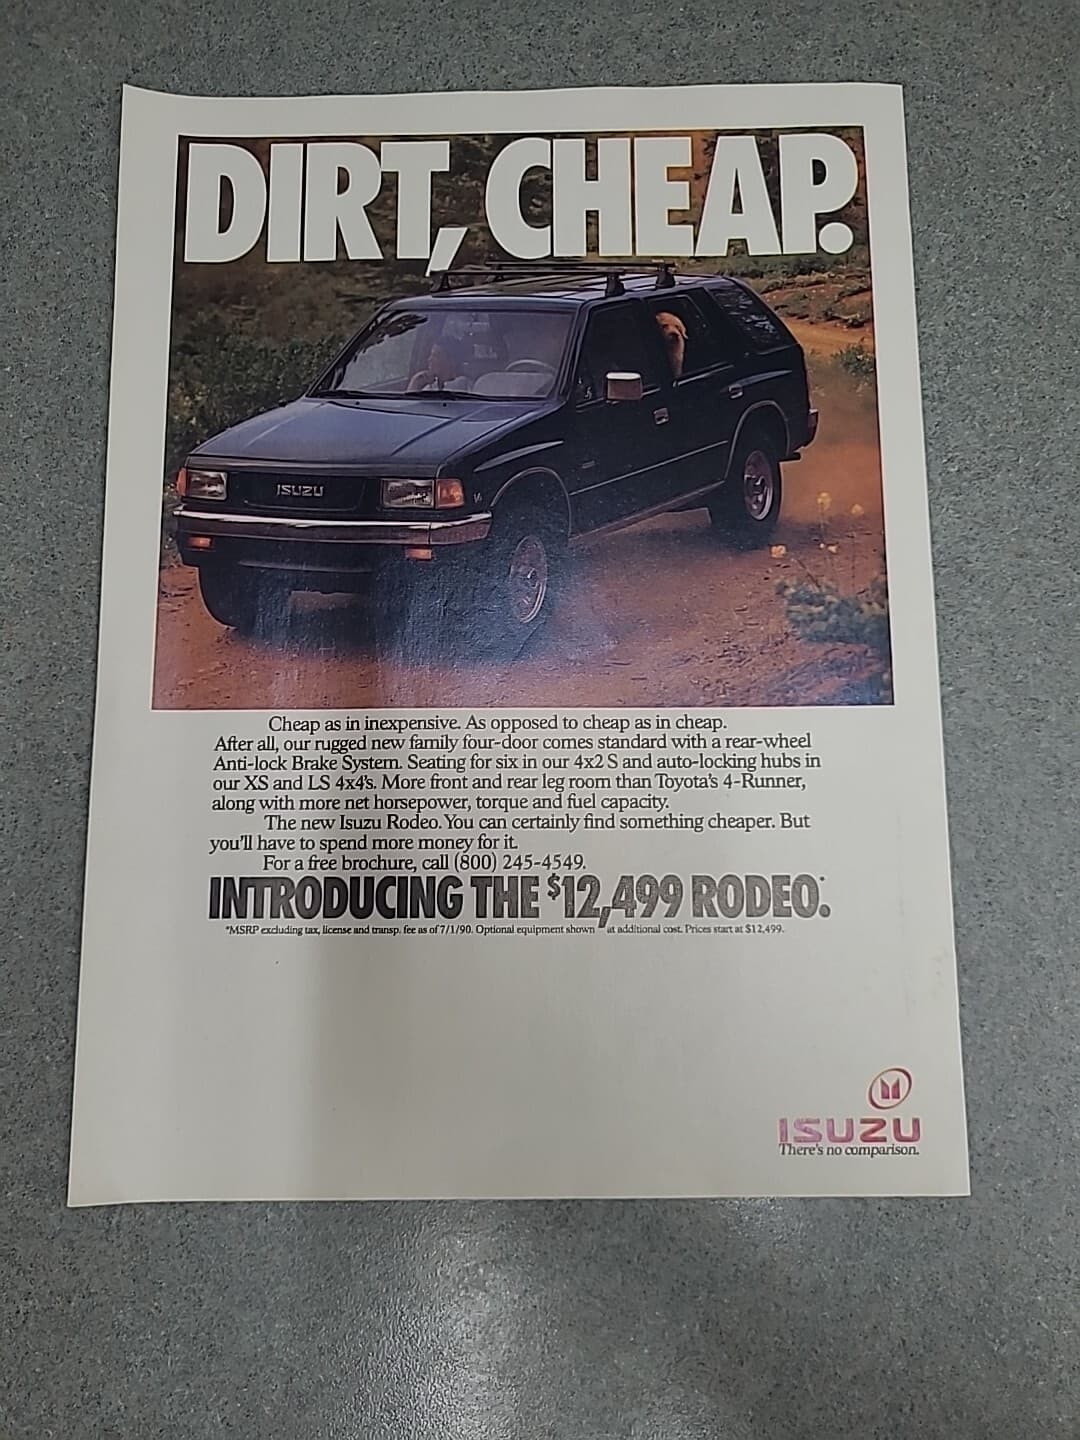 DIRT, CHEAP.
ISUZU
V6
Cheap as in inexpensive. As opposed to cheap as in cheap.
After all, our rugged new family four-door comes standard with a rear-wheel
Anti-lock Brake System. Seating for six in our 4x2 S and auto-locking hubs in
our XS and LS 4x4's. More front and rear leg room than Toyota's 4-Runner,
along with more net horsepower, torque and fuel capacity.
The new Isuzu Rodeo. You can certainly find something cheaper. But
you'll have to spend more money for it.
For a free brochure, call (800) 245-4549.
INTRODUCING THE $12,499 RODEO.*
*MSRP excluding tax, license and transp. fee as of 7/1/90. Optional equipment shown at additional cost. Prices start at $12,499.
ISUZU
There's no comparison.